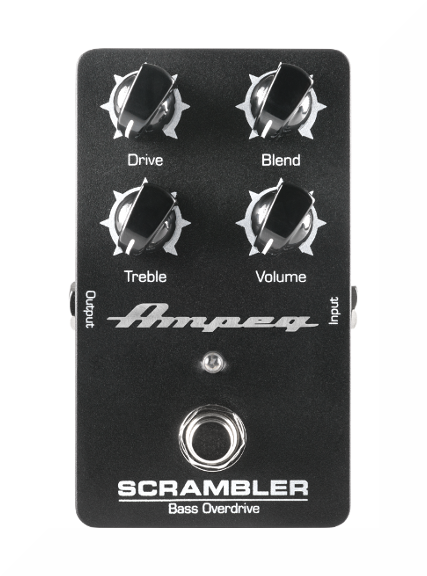 Drive
Blend
Treble
Volume
Output
Input
Ampeg
SCRAMBLER
Bass Overdrive